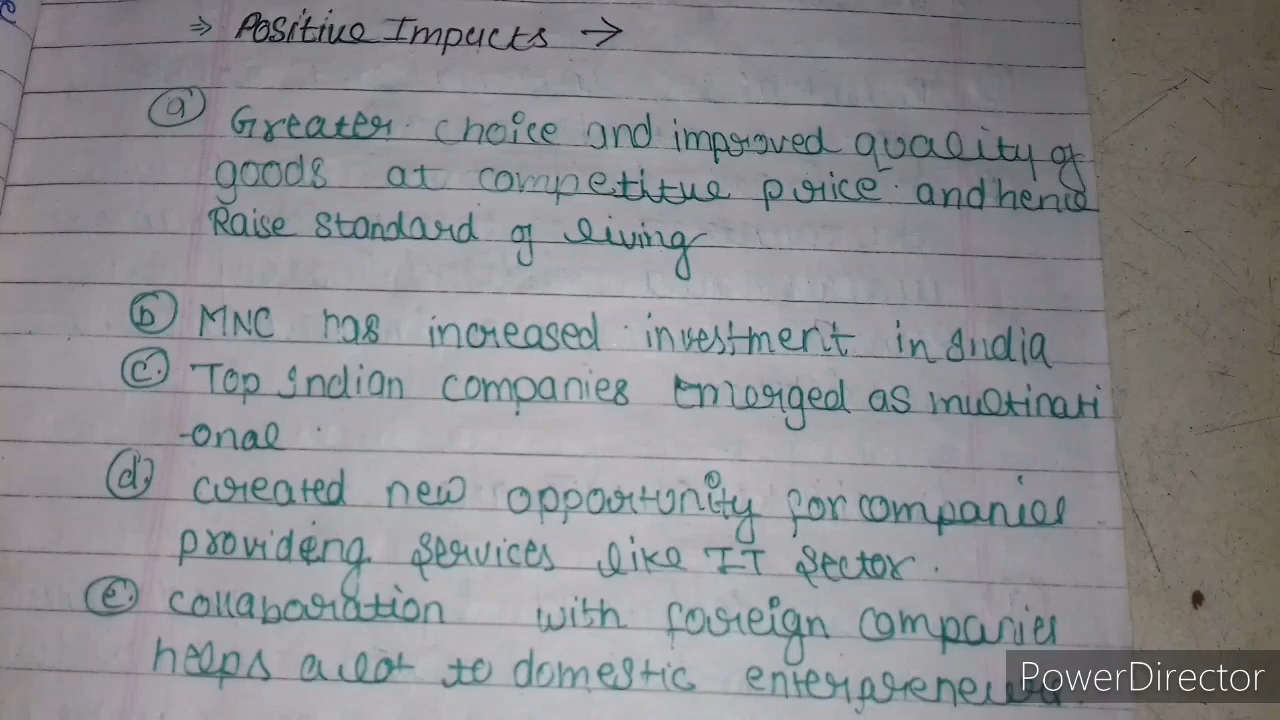 ⇒ Positive Impacts →
(a) Greater choice and improved quality of
goods at competitive price and hence
Raise standard of living
(b) MNC has increased investment in India
(c) Top Indian companies emerged as multinati
-onal
(d) created new opportunity for companies
providing services like IT sector.
(e) collaboration with foreign companies
helps a lot to domestic
PowerDirector